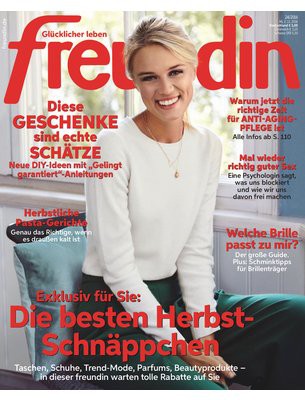 Glücklicher leben
freundin
Diese
GESCHENKE
sind echte
SCHÄTZE
Neue DIY-Ideen mit „Gelingt
garantiert“-Anleitungen
Warum jetzt die
richtige Zeit
für ANTI-AGING-
PFLEGE ist
Alle Infos ab S. 110
Mal wieder
richtig guter Sex
Eine Psychologin sagt,
was uns blockiert
und wie wir uns
davon frei machen
Herbstliche
Pasta-Gerichte
Genau das Richtige, wenn
es draußen kalt ist
Welche Brille
passt zu mir?
Der große Guide.
Plus: Schminktipps
für Brillenträger
Exklusiv für Sie:
Die besten Herbst-
Schnäppchen
Taschen, Schuhe, Trend-Mode, Parfums, Beautyprodukte –
in dieser freundin warten tolle Rabatte auf Sie